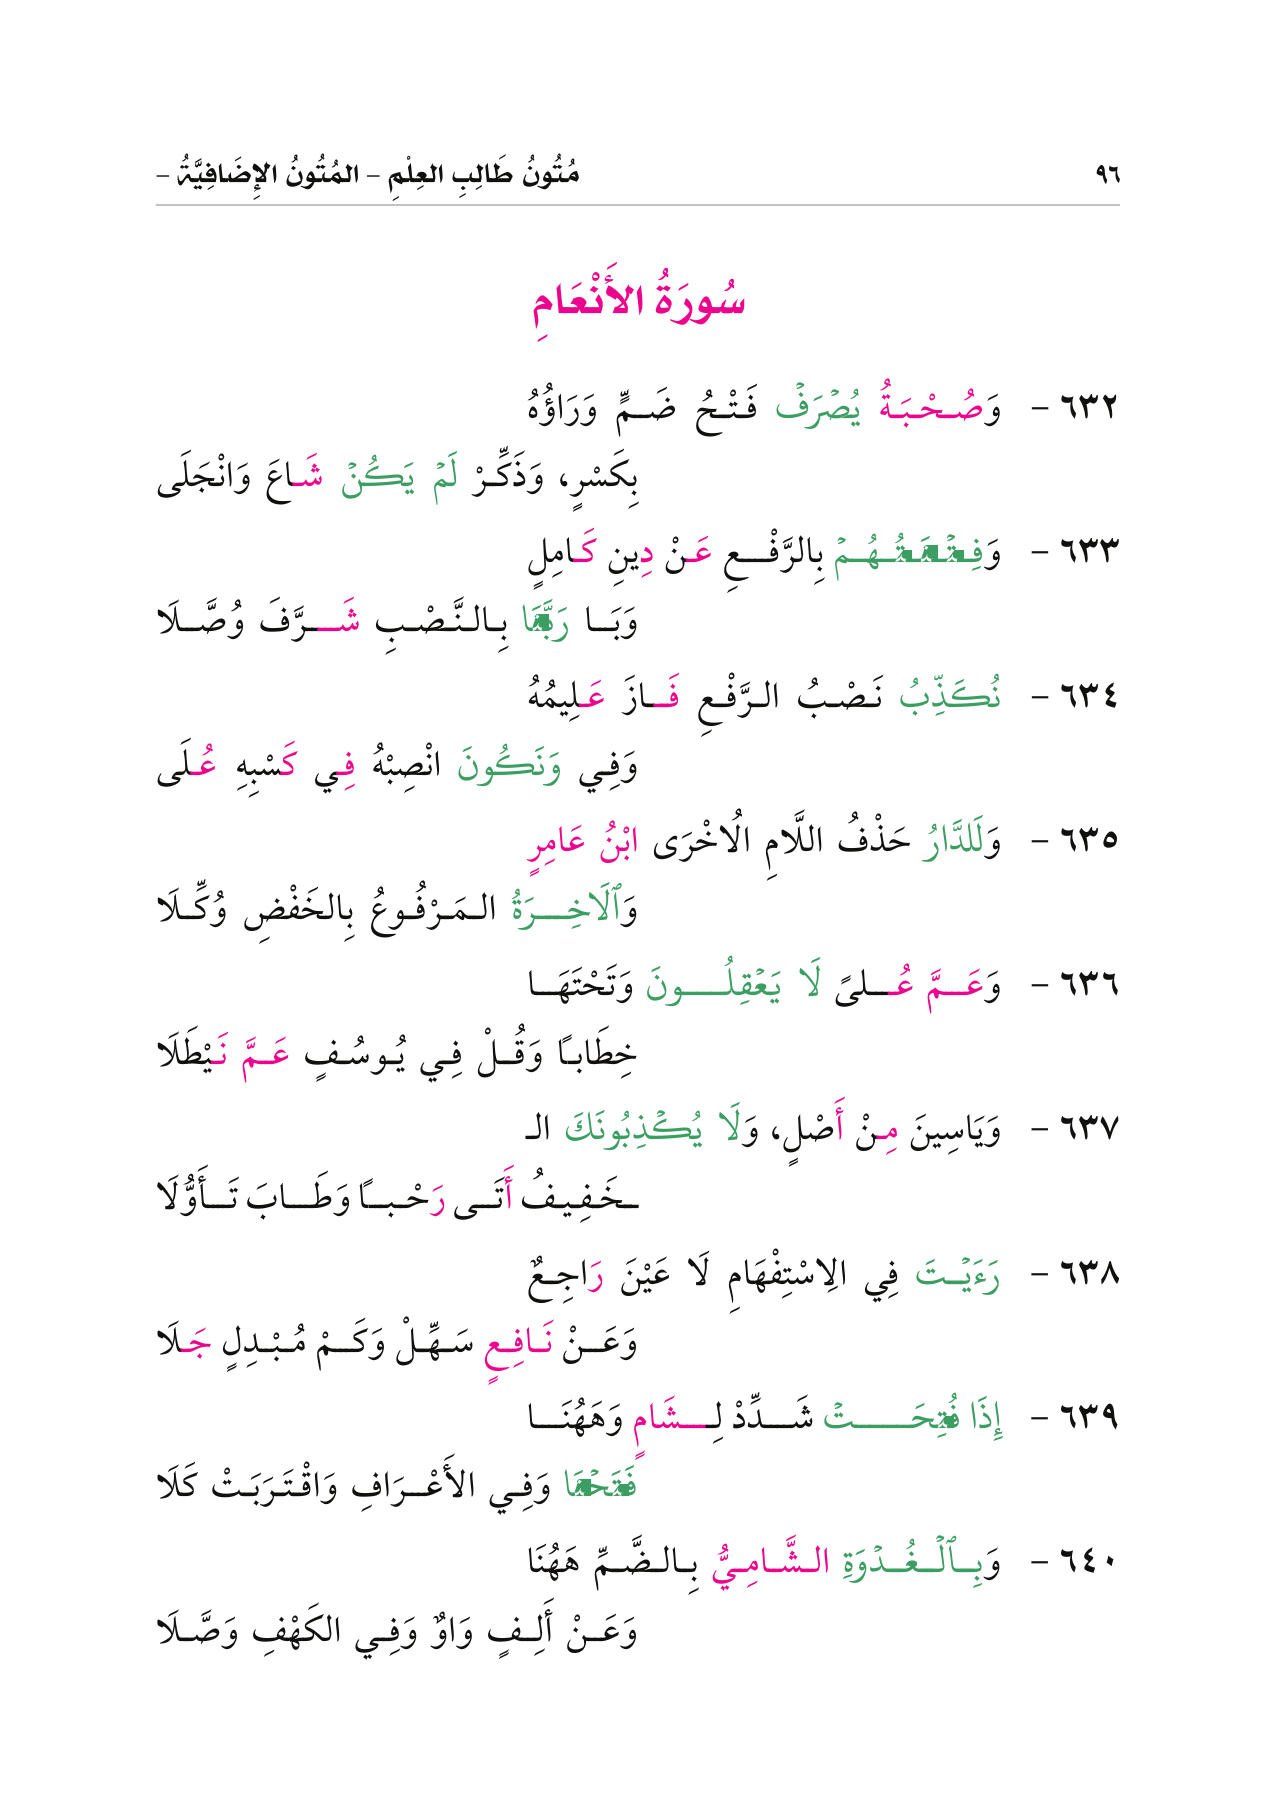 ٩٦ مُتُونُ طَالِبِ العِلْمِ – المُتُونُ الإِضَافِيَّةُ –
سُورَةُ الأَنْعَامِ
٦٣٢ – وَصُحْبَةُ يُصْرَفْ فَتْحُ ضَمٍّ وَرَاؤُهُ
بِكَسْرٍ، وَذَكِّرْ لَمْ يَكُنْ شَاعَ وَانْجَلَى
٦٣٣ – وَفِتْنَتُهُمْ بِالرَّفْعِ عَنْ دِينِ كَامِلٍ
وَبَا رَبِّنَا بِالنَّصْبِ شَرَّفَ وُصَّلَا
٦٣٤ – نُكَذِّبُ نَصْبُ الرَّفْعِ فَازَ عَلِيمُهُ
وَفِي وَنَكُونَ انْصِبْهُ فِي كَسْبِهِ عُلَى
٦٣٥ – وَلَلدَّارُ حَذْفُ اللَّامِ الُاخْرَى ابْنُ عَامِرٍ
وَٱلَاخِرَةُ المَرْفُوعُ بِالخَفْضِ وُكِّلَا
٦٣٦ – وَعَمَّ عُلىً لَا يَعْقِلُونَ وَتَحْتَهَا
خِطَاباً وَقُلْ فِي يُوسُفٍ عَمَّ نَيْطَلَا
٦٣٧ – وَيَاسِينَ مِنْ أَصْلٍ، وَلَا يُكْذِبُونَكَ الـ
ـخَفِيفُ أَتَى رَحْباً وَطَابَ تَأَوُّلَا
٦٣٨ – رَءَيْتَ فِي الِاسْتِفْهَامِ لَا عَيْنَ رَاجِعٌ
وَعَنْ نَافِعٍ سَهِّلْ وَكَمْ مُبْدِلٍ جَلَا
٦٣٩ – إِذَا فُتِحَتْ شَدِّدْ لِشَامٍ وَهَهُنَا
فَتَحْنَا وَفِي الأَعْرَافِ وَاقْتَرَبَتْ كَلَا
٦٤٠ – وَبِٱلْغُدْوَةِ الشَّامِيُّ بِالضَّمِّ هَهُنَا
وَعَنْ أَلِفٍ وَاوٌ وَفِي الكَهْفِ وَصَّلَا